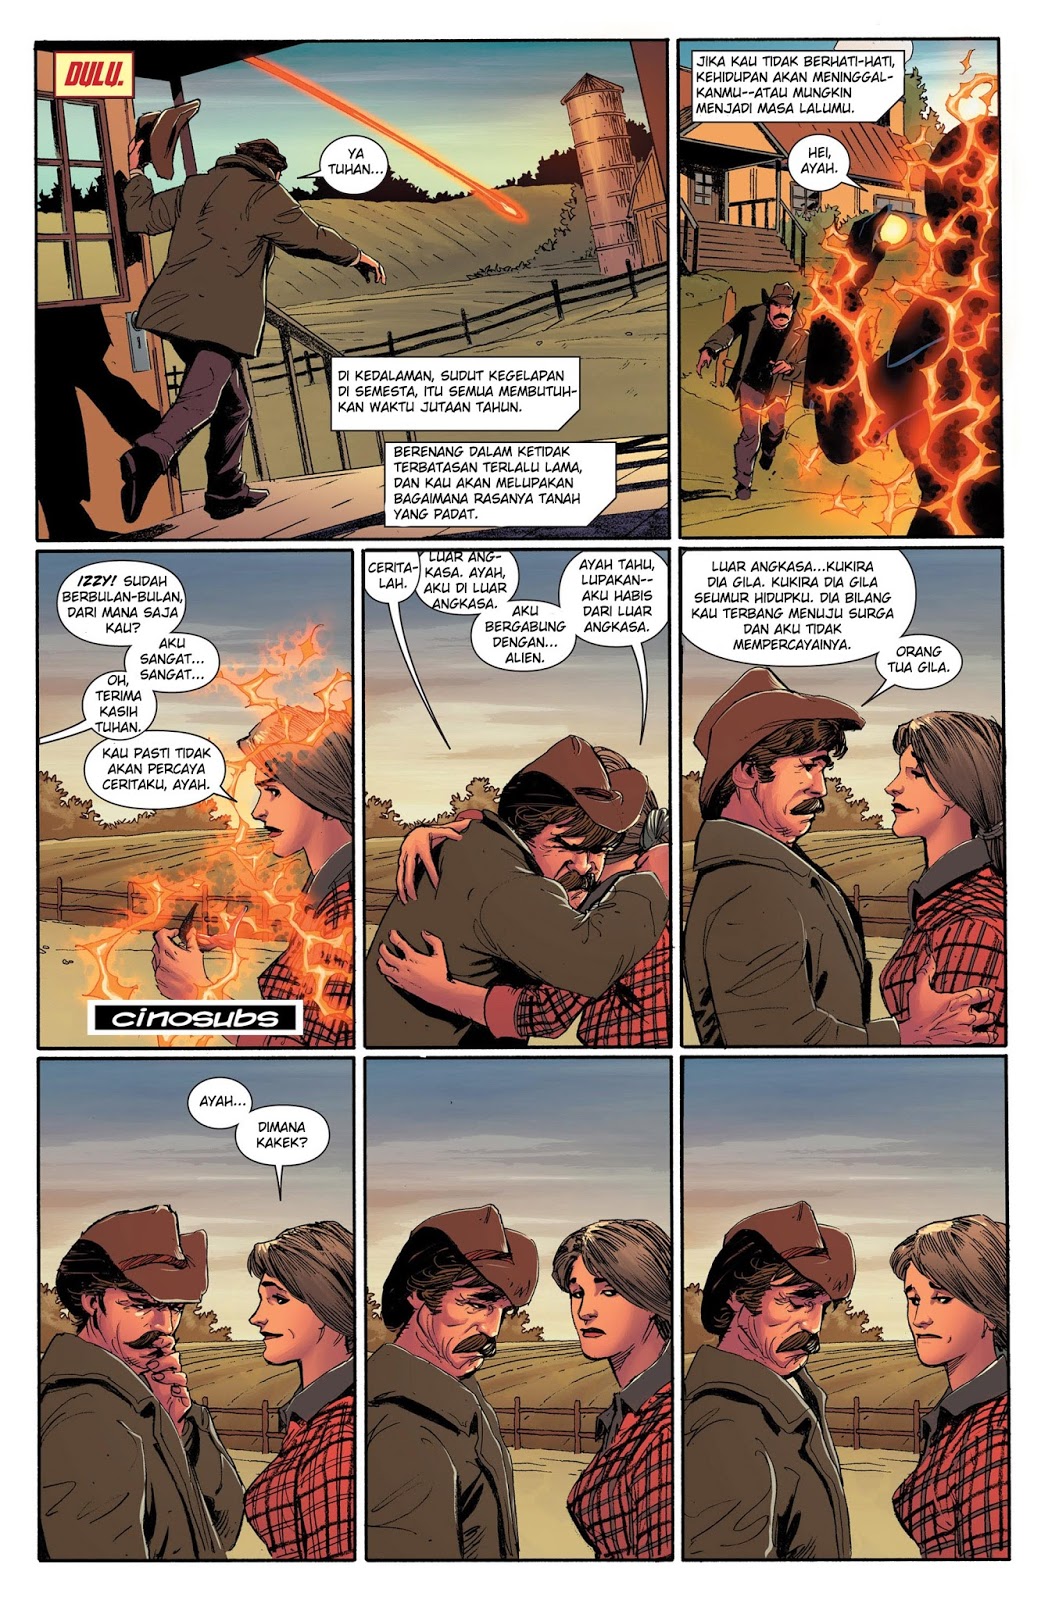 DULU.
YA
TUHAN...
DI KEDALAMAN, SUDUT KEGELAPAN
DI SEMESTA, ITU SEMUA MEMBUTUH-
KAN WAKTU JUTAAN TAHUN.
BERENANG DALAM KETIDAK
TERBATASAN TERLALU LAMA,
DAN KAU AKAN MELUPAKAN
BAGAIMANA RASANYA TANAH
YANG PADAT.
JIKA KAU TIDAK BERHATI-HATI,
KEHIDUPAN AKAN MENINGGAL-
KANMU--ATAU MUNGKIN
MENJADI MASA LALUMU.
HEI,
AYAH.
IZZY! SUDAH
BERBULAN-BULAN,
DARI MANA SAJA
KAU?
AKU
SANGAT...
SANGAT...
OH,
TERIMA
KASIH
TUHAN.
KAU PASTI TIDAK
AKAN PERCAYA
CERITAKU, AYAH.
cinosubs
CERITA-
LAH.
LUAR ANG-
KASA. AYAH,
AKU DI LUAR
ANGKASA.
AKU
BERGABUNG
DENGAN...
ALIEN.
AYAH TAHU,
LUPAKAN--
AKU HABIS
DARI LUAR
ANGKASA.
LUAR ANGKASA...KUKIRA
DIA GILA. KUKIRA DIA GILA
SEUMUR HIDUPKU. DIA BILANG
KAU TERBANG MENUJU SURGA
DAN AKU TIDAK
MEMPERCAYAINYA.
ORANG
TUA GILA.
AYAH...
DIMANA
KAKEK?